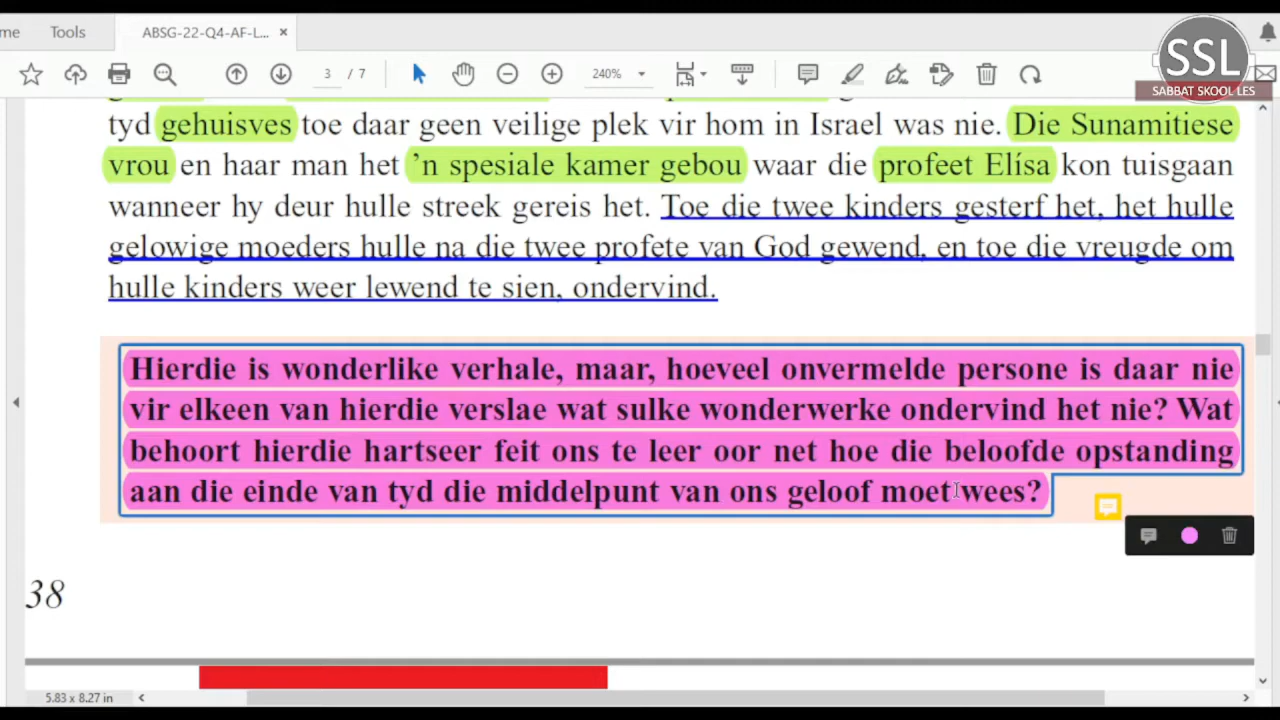 me Tools ABSG-22-Q4-AF-L... ×
SSL
SABBAT SKOOL LES
3 / 7 240%
tyd gehuisves toe daar geen veilige plek vir hom in Israel was nie. Die Sunamitiese
vrou en haar man het ’n spesiale kamer gebou waar die profeet Elísa kon tuisgaan
wanneer hy deur hulle streek gereis het. Toe die twee kinders gesterf het, het hulle
gelowige moeders hulle na die twee profete van God gewend, en toe die vreugde om
hulle kinders weer lewend te sien, ondervind.
Hierdie is wonderlike verhale, maar, hoeveel onvermelde persone is daar nie
vir elkeen van hierdie verslae wat sulke wonderwerke ondervind het nie? Wat
behoort hierdie hartseer feit ons te leer oor net hoe die beloofde opstanding
aan die einde van tyd die middelpunt van ons geloof moet wees?
38
5.83 x 8.27 in